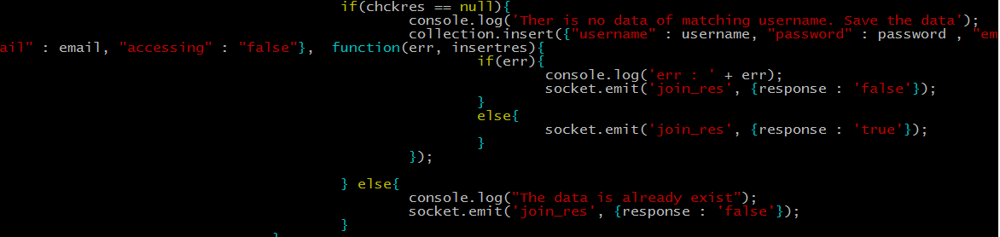 if(chckres == null){
console.log('Ther is no data of matching username. Save the data');
collection.insert({"username" : username, "password" : password , "em
ail" : email, "accessing" : "false"},  function(err, insertres){
if(err){
console.log('err : ' + err);
socket.emit('join_res', {response : 'false'});
}
else{
socket.emit('join_res', {response : 'true'});
}
});
} else{
console.log("The data is already exist");
socket.emit('join_res', {response : 'false'});
}
}